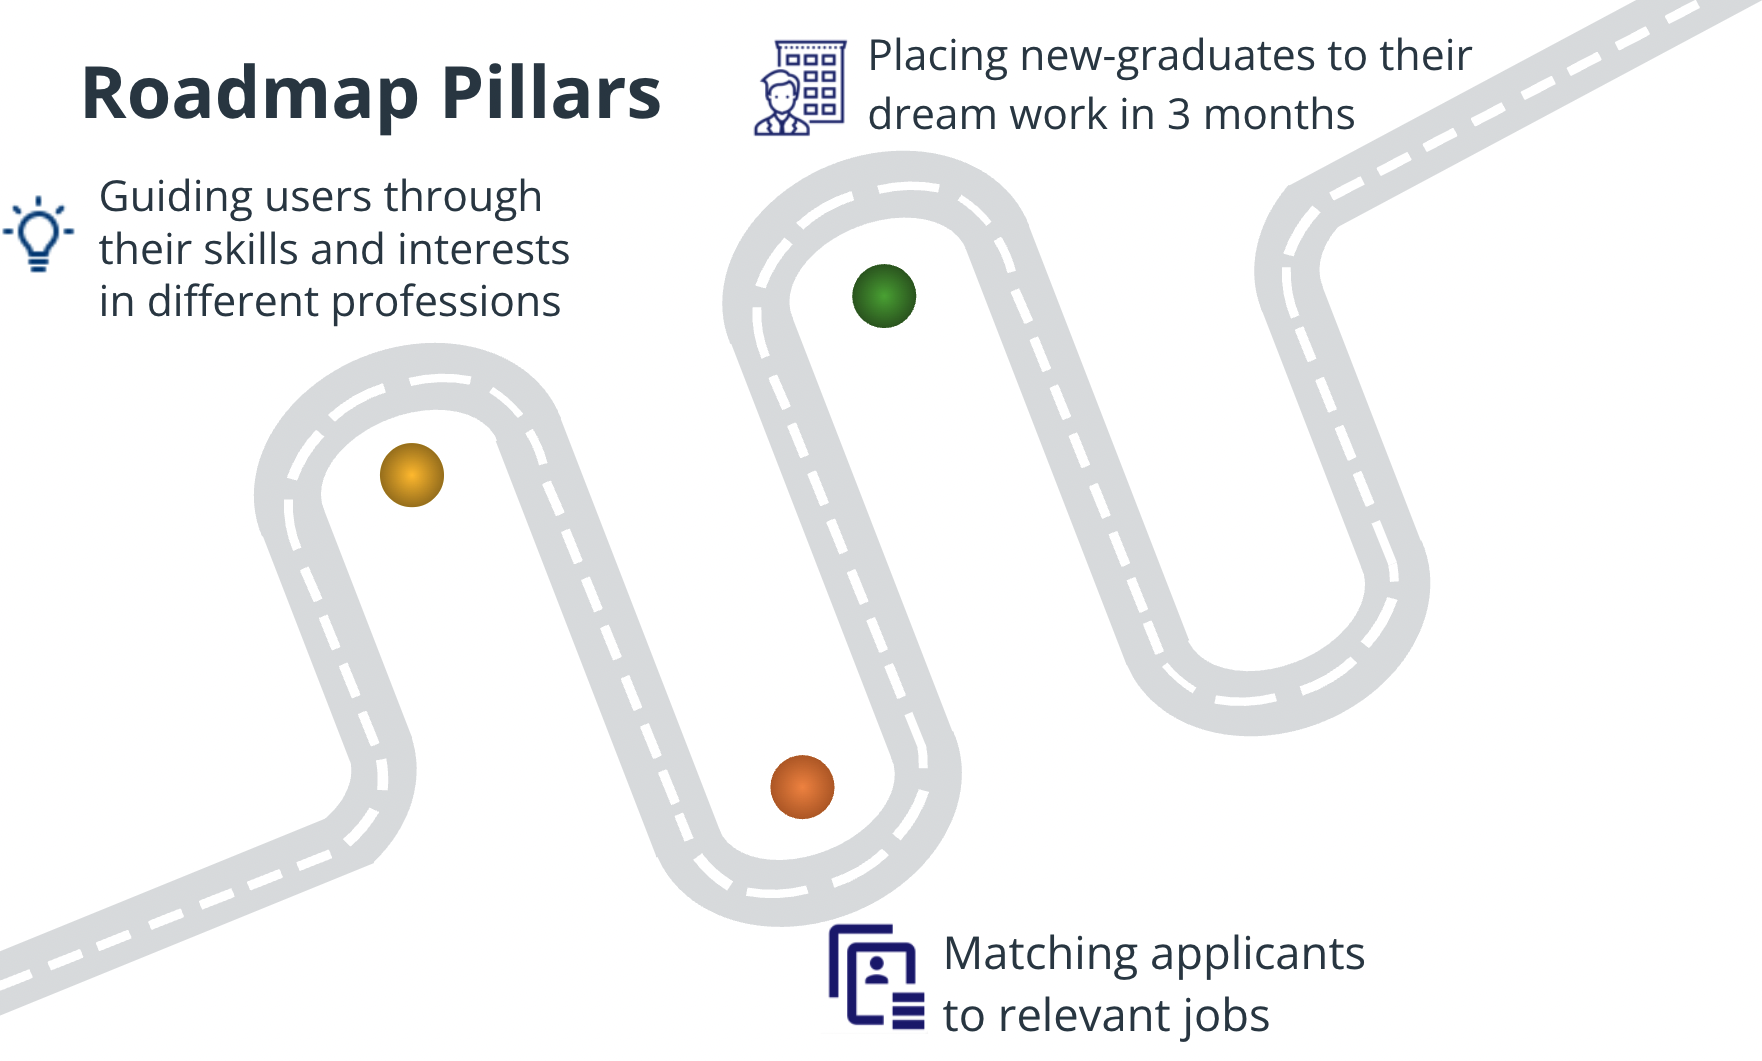 Roadmap Pillars
Guiding users through
their skills and interests
in different professions
Placing new-graduates to their
dream work in 3 months
Matching applicants
to relevant jobs